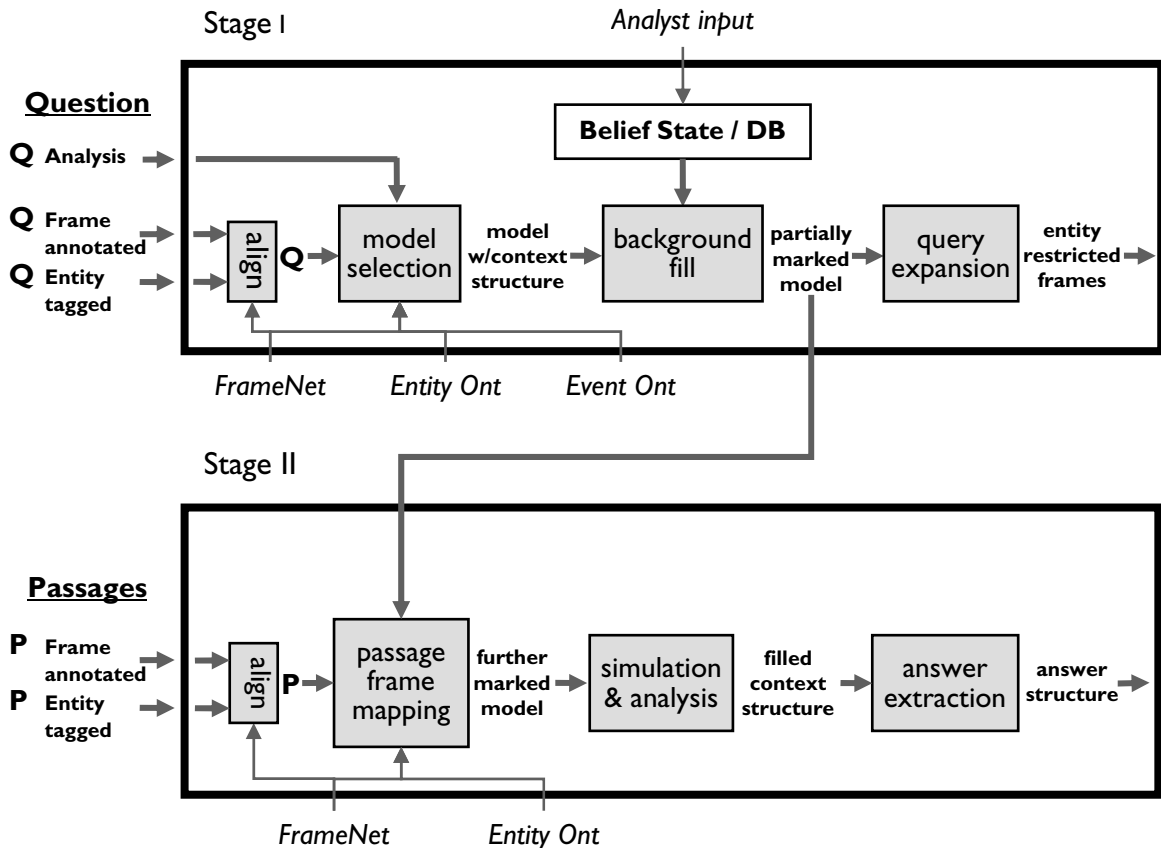 Stage I
Analyst input
Question
Belief State / DB
Q Analysis
Q Frame
annotated
Q Entity
tagged
align
Q
model
selection
model
w/context
structure
background
fill
partially
marked
model
query
expansion
entity
restricted
frames
FrameNet
Entity Ont
Event Ont
Stage II
Passages
P Frame
annotated
P Entity
tagged
align
P
passage
frame
mapping
further
marked
model
simulation
& analysis
filled
context
structure
answer
extraction
answer
structure
FrameNet
Entity Ont